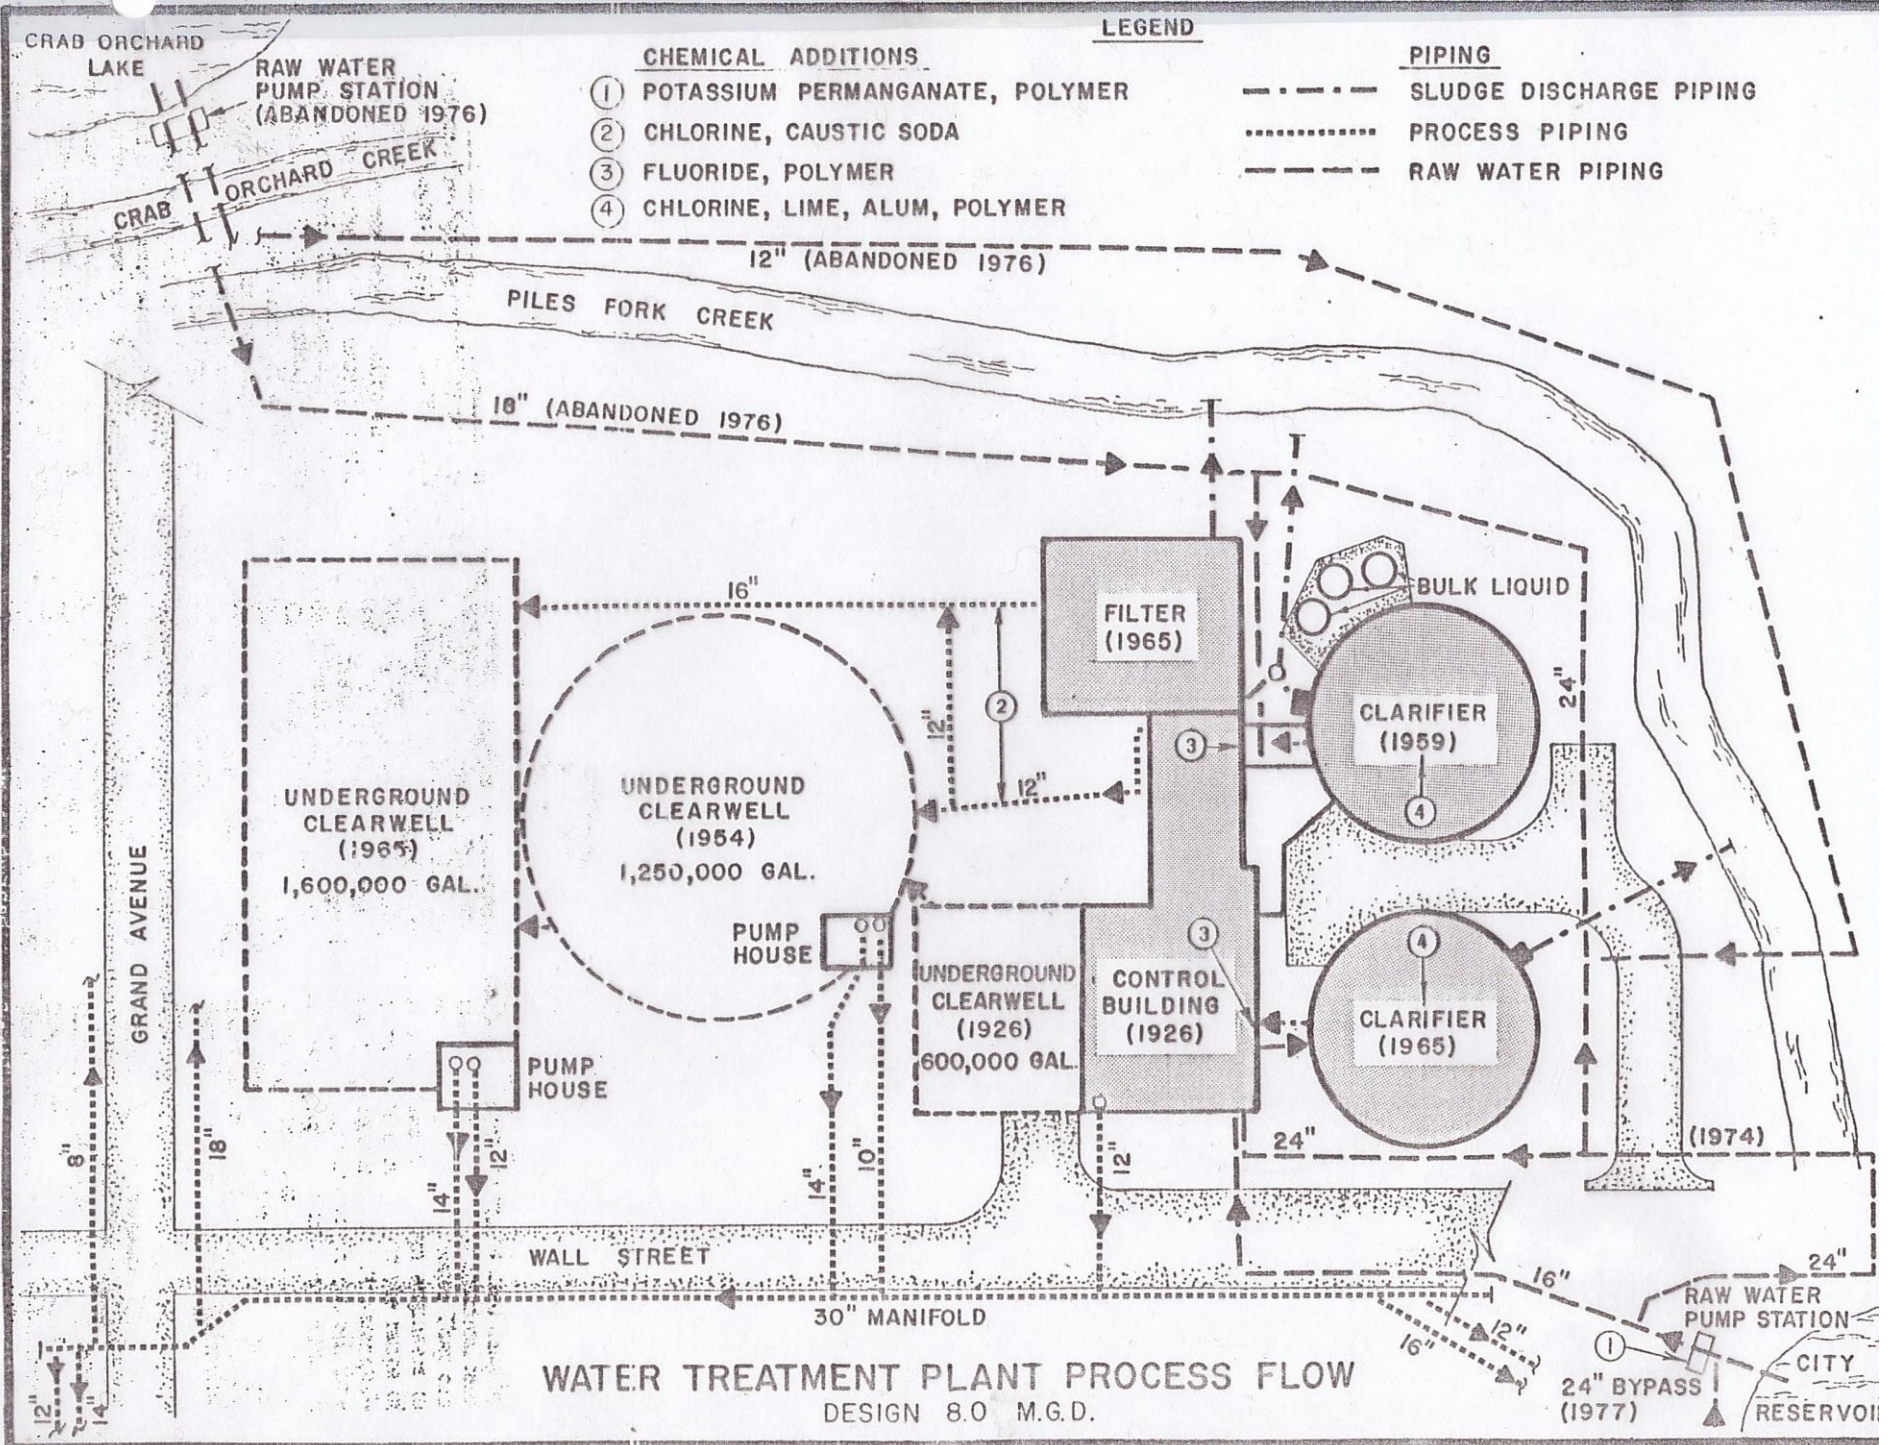 LEGEND
CRAB ORCHARD
LAKE
RAW WATER
PUMP STATION
(ABANDONED 1976)
CRAB ORCHARD CREEK
CHEMICAL ADDITIONS
1 POTASSIUM PERMANGANATE, POLYMER
2 CHLORINE, CAUSTIC SODA
3 FLUORIDE, POLYMER
4 CHLORINE, LIME, ALUM, POLYMER
PIPING
SLUDGE DISCHARGE PIPING
PROCESS PIPING
RAW WATER PIPING
12" (ABANDONED 1976)
PILES FORK CREEK
(ABANDONED 1976)
16"
FILTER
(1965)
BULK LIQUID
24"
2
12"
12"
3
CLARIFIER
(1959)
4
UNDERGROUND
CLEARWELL
(1965)
1,600,000 GAL.
UNDERGROUND
CLEARWELL
(1954)
1,250,000 GAL.
GRAND AVENUE
PUMP
HOUSE
3
4
UNDERGROUND
CLEARWELL
(1926)
600,000 GAL.
CONTROL
BUILDING
(1926)
CLARIFIER
(1965)
PUMP
HOUSE
8"
18"
14"
12"
14"
10"
12"
24"
(1974)
WALL STREET
30" MANIFOLD
16"
24"
RAW WATER
PUMP STATION
12"
16"
1
CITY
RESERVOI
24" BYPASS
(1977)
12"
14"
WATER TREATMENT PLANT PROCESS FLOW
DESIGN 8.0 M.G.D.